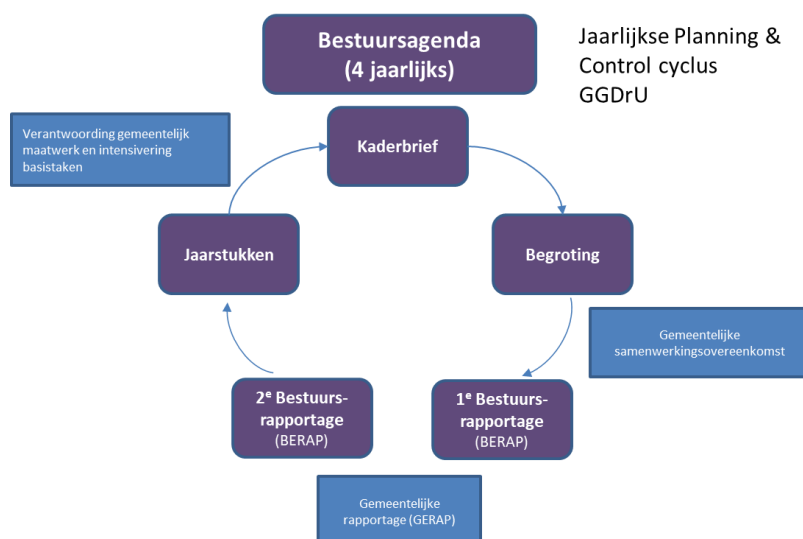 Bestuursagenda
(4 jaarlijks)
Jaarlijkse Planning &
Control cyclus
GGDrU
Verantwoording gemeentelijk
maatwerk en intensivering
basistaken
Kaderbrief
Jaarstukken
Begroting
Gemeentelijke
samenwerkingsovereenkomst
2e Bestuurs-
rapportage
(BERAP)
1e Bestuurs-
rapportage
(BERAP)
Gemeentelijke
rapportage (GERAP)